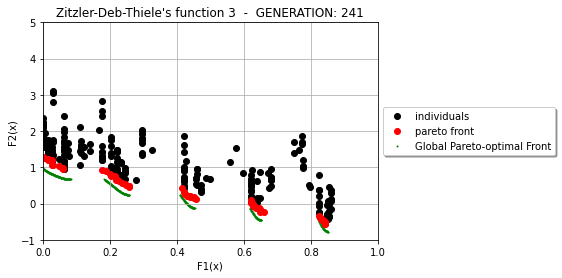 Zitzler-Deb-Thiele's function 3 - GENERATION: 241
5
4
3
2
1
0
−1
F2(x)
0.0 0.2 0.4 0.6 0.8 1.0
F1(x)
individuals
pareto front
Global Pareto-optimal Front